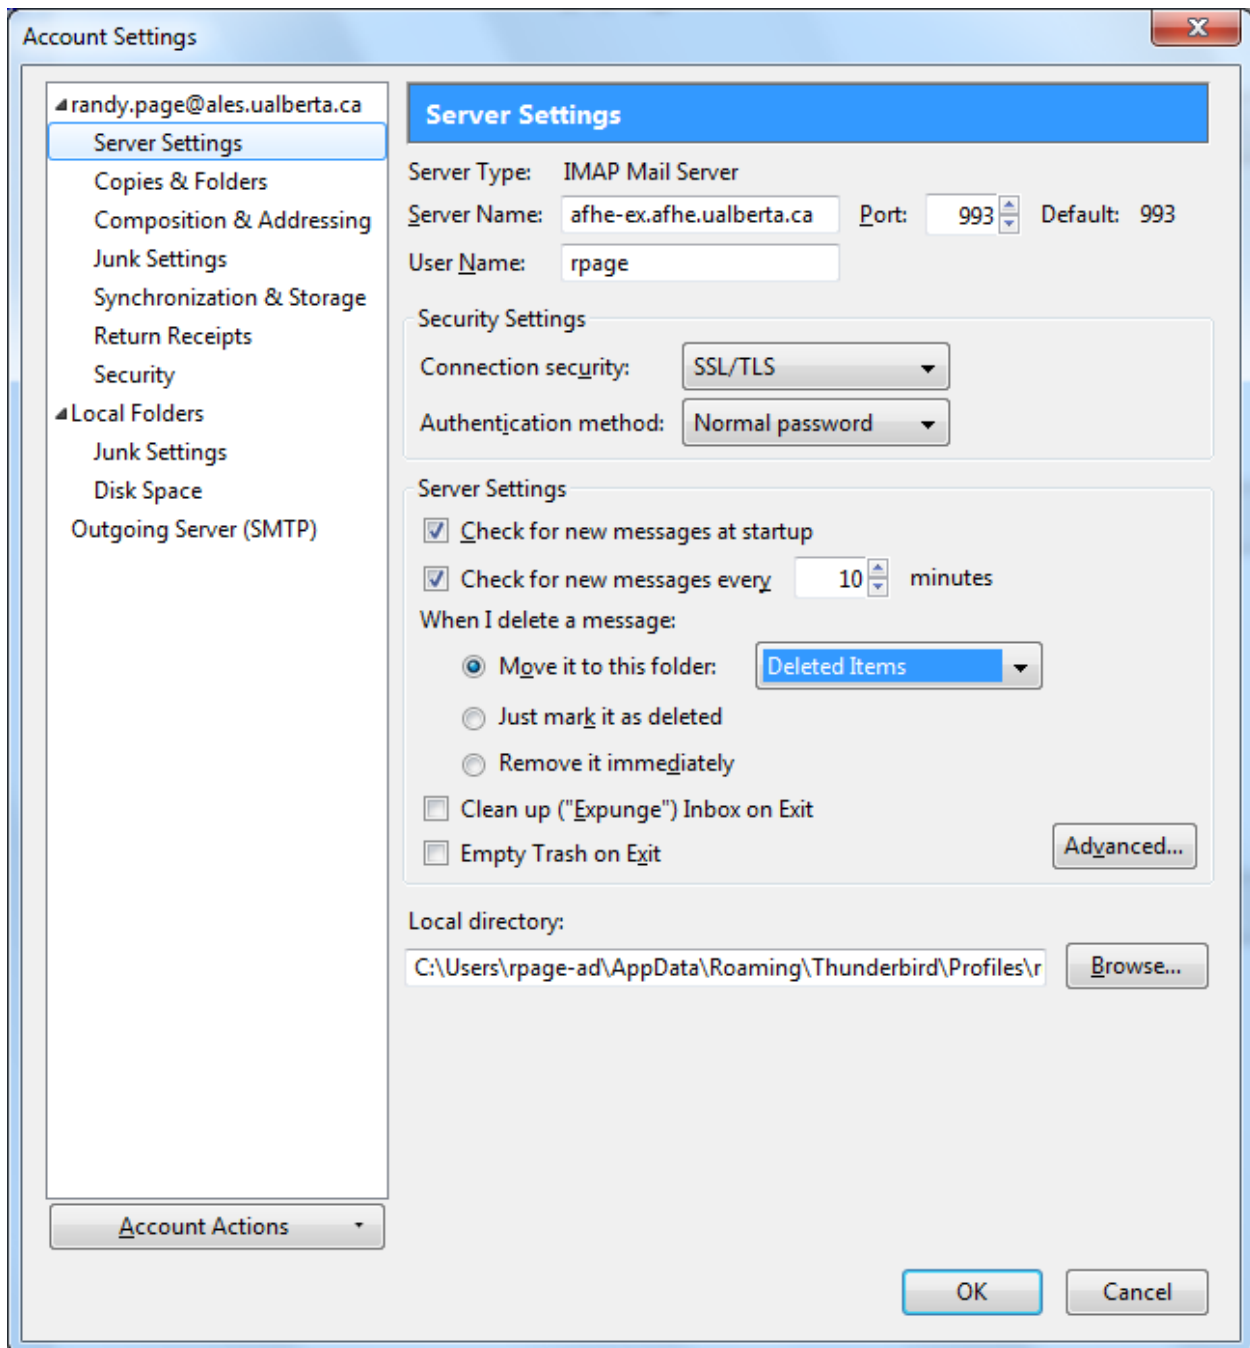 Account Settings
randy.page@ales.ualberta.ca
Server Settings
Copies & Folders
Composition & Addressing
Junk Settings
Synchronization & Storage
Return Receipts
Security
Local Folders
Junk Settings
Disk Space
Outgoing Server (SMTP)
Account Actions
Server Settings
Server Type: IMAP Mail Server
Server Name: afhe-ex.afhe.ualberta.ca Port: 993 Default: 993
User Name: rpage
Security Settings
Connection security: SSL/TLS
Authentication method: Normal password
Server Settings
Check for new messages at startup
Check for new messages every 10 minutes
When I delete a message:
Move it to this folder: Deleted Items
Just mark it as deleted
Remove it immediately
Clean up ("Expunge") Inbox on Exit
Empty Trash on Exit
Advanced...
Local directory:
C:\Users\rpage-ad\AppData\Roaming\Thunderbird\Profiles\r Browse...
OK Cancel